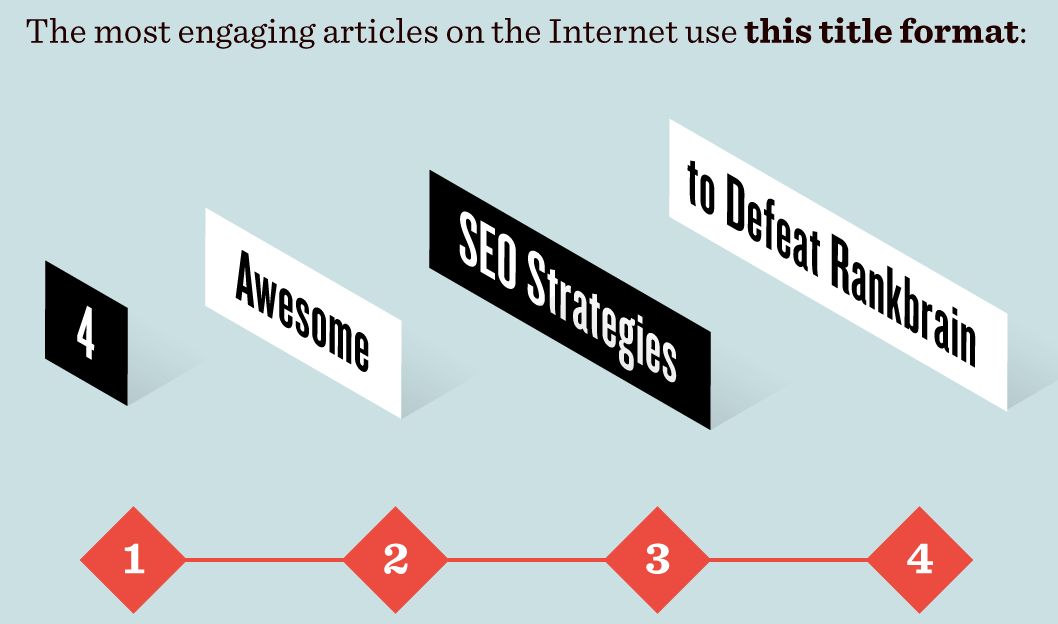 The most engaging articles on the Internet use this title format:
4
Awesome
SEO Strategies
to Defeat Rankbrain
1
2
3
4